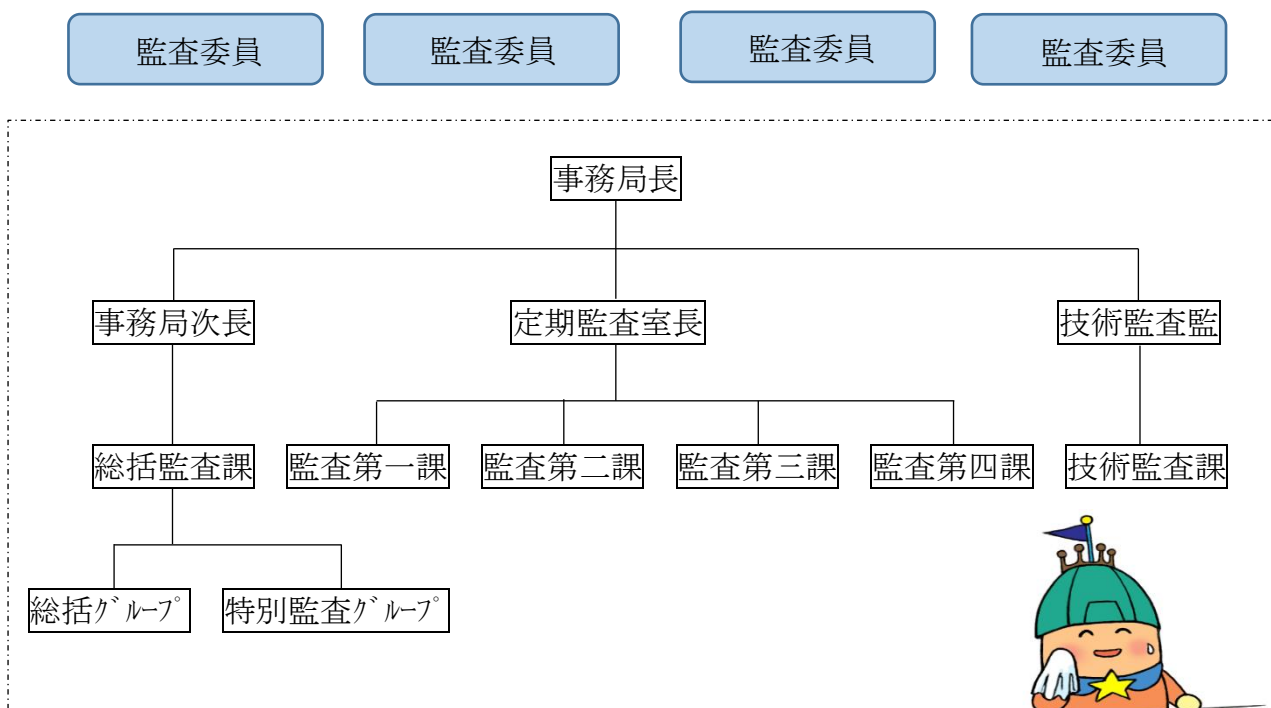 監査委員
監査委員
監査委員
監査委員
事務局長
事務局次長
定期監査室長
技術監査監
総括監査課
監査第一課
監査第二課
監査第三課
監査第四課
技術監査課
総括ｸﾞﾙｰﾌﾟ
特別監査ｸﾞﾙｰﾌﾟ